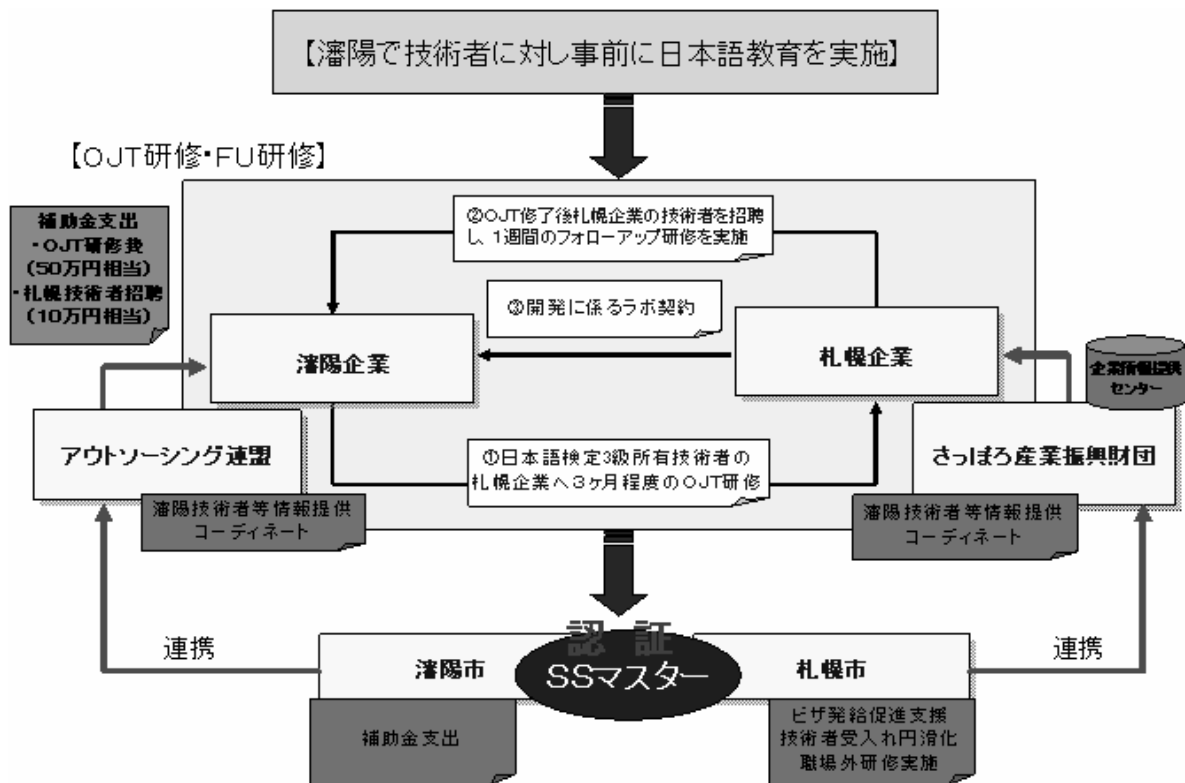 【瀋陽で技術者に対し事前に日本語教育を実施】
【OJT研修・FU研修】
補助金支出
・OJT研修後
(50万円相当)
・札幌技術者招聘
(10万円相当)
②OJT修了後札幌企業の技術者を招聘
し、1週間のフォローアップ研修を実施
③開発に係るラボ契約
瀋陽企業
札幌企業
企業情報提供
センター
アウトソーシング連盟
①日本語検定3級所有技術者の
札幌企業へ3ヶ月程度のOJT研修
さっぽろ産業振興財団
瀋陽技術者等情報提供
コーディネート
瀋陽技術者等情報提供
コーディネート
連携
瀋陽市
認 証
SSマスター
札幌市
連携
補助金支出
ビザ発給促進支援
技術者受入れ円滑化
職場外研修実施